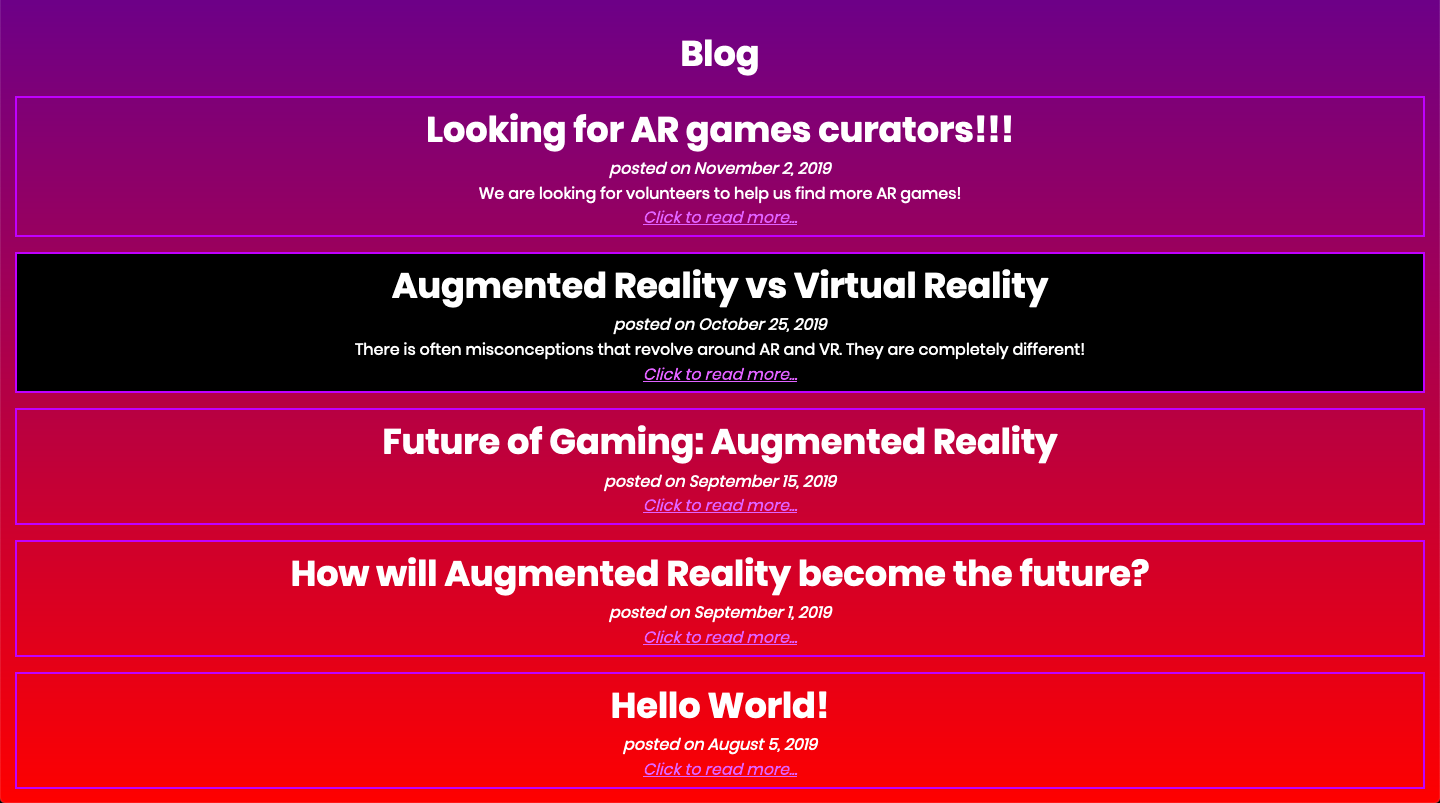 Blog
Looking for AR games curators!!!
posted on November 2, 2019
We are looking for volunteers to help us find more AR games!
Click to read more...
Augmented Reality vs Virtual Reality
posted on October 25, 2019
There is often misconceptions that revolve around AR and VR. They are completely different!
Click to read more...
Future of Gaming: Augmented Reality
posted on September 15, 2019
Click to read more...
How will Augmented Reality become the future?
posted on September 1, 2019
Click to read more...
Hello World!
posted on August 5, 2019
Click to read more...